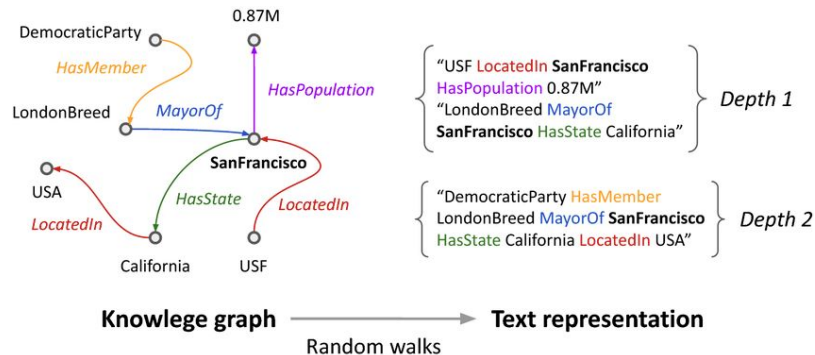 0.87M
DemocraticParty
HasMember
HasPopulation
LondonBreed
MayorOf
SanFrancisco
USA
HasState
LocatedIn
LocatedIn
California
USF
“USF LocatedIn SanFrancisco
HasPopulation 0.87M”
“LondonBreed MayorOf
SanFrancisco HasState California”
Depth 1
“DemocraticParty HasMember
LondonBreed MayorOf SanFrancisco
HasState California LocatedIn USA”
Depth 2
Knowlege graph
Text representation
Random walks